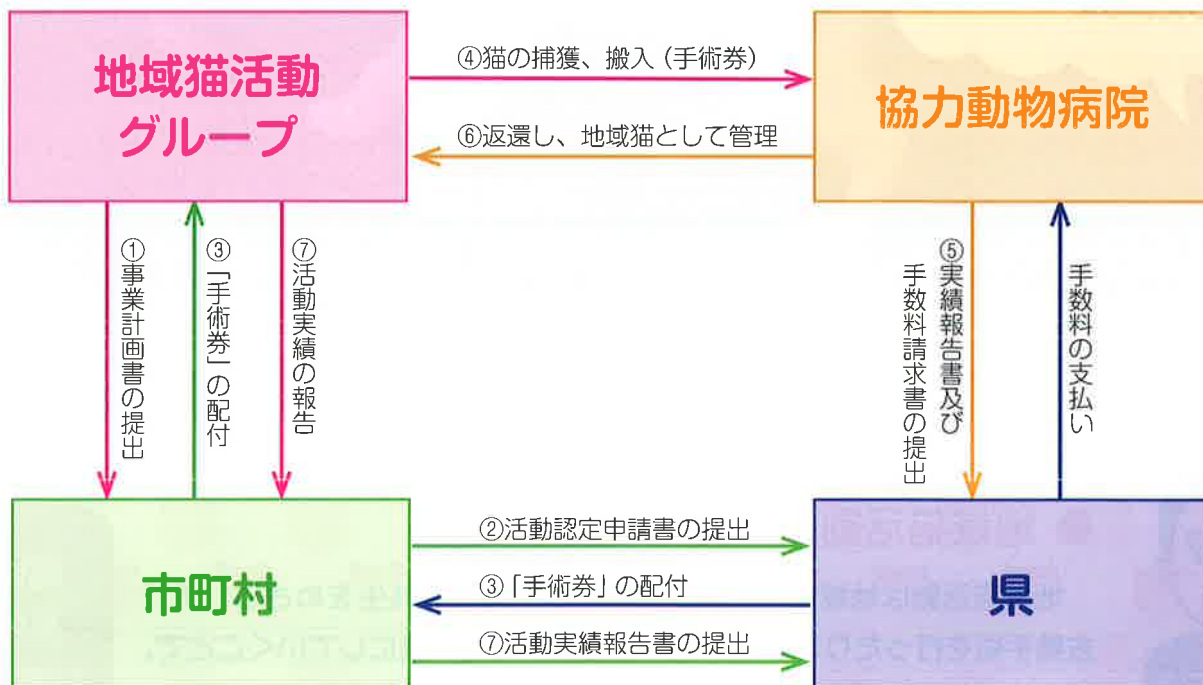 地域猫活動
グループ
④猫の捕獲、搬入（手術券）
協力動物病院
⑥返還し、地域猫として管理
①事業計画書の提出
③「手術券」の配付
⑦活動実績の報告
⑤実績報告書及び
手数料請求書の提出
手数料の支払い
市町村
②活動認定申請書の提出
③「手術券」の配付
⑦活動実績報告書の提出
県